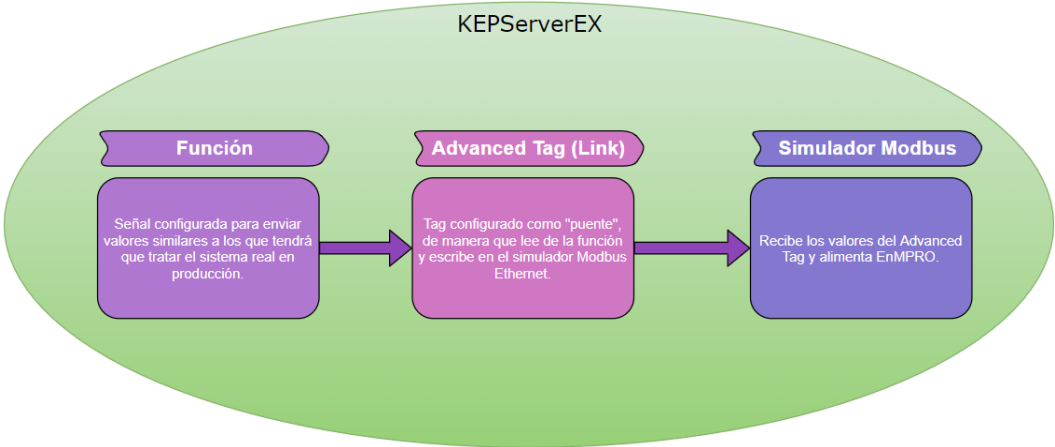 KEPServerEX
Función
Señal configurada para enviar
valores similares a los que tendrá
que tratar el sistema real en
producción.
Advanced Tag (Link)
Tag configurado como "puente",
de manera que lee de la función
y escribe en el simulador Modbus
Ethernet.
Simulador Modbus
Recibe los valores del Advanced
Tag y alimenta EnMPRO.